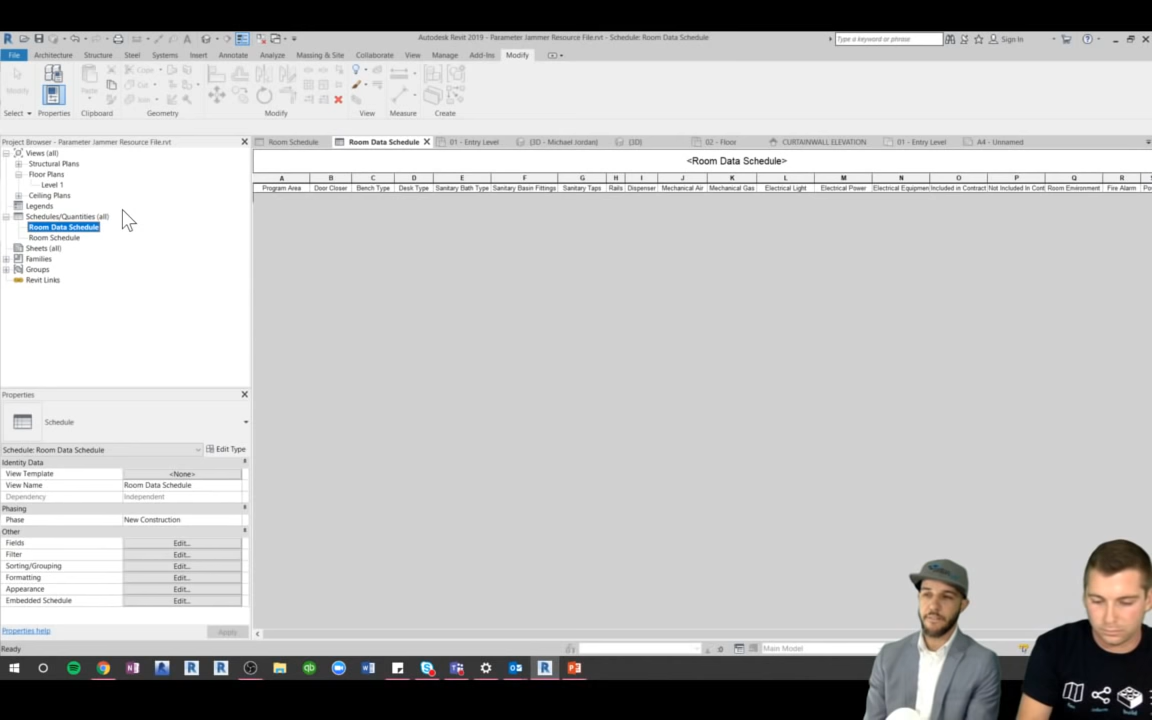 Autodesk Revit 2019 - Parameter Jammer Resource File.rvt - Schedule: Room Data Schedule
Type a keyword or phrase
Sign In
File Architecture Structure Steel Systems Insert Annotate Analyze Massing & Site Collaborate View Manage Add-Ins Modify
Cope
Cut
Join
Modify
Paste
Select Properties Clipboard Geometry Modify View Measure Create
Project Browser - Parameter Jammer Resource File.rvt
Room Schedule Room Data Schedule 01 - Entry Level (3D - Michael Jordan) {3D} 02 - Floor CURTAINWALL ELEVATION 01 - Entry Level A4 - Unnamed
Views (all)
Structural Plans
Floor Plans
Level 1
Ceiling Plans
Legends
Schedules/Quantities (all)
Room Data Schedule
Room Schedule
Sheets (all)
Families
Groups
Revit Links
<Room Data Schedule>
A B C D E F G H I J K L M N O P Q R S
Program Area Door Closer Bench Type Desk Type Sanitary Bath Type Sanitary Basin Fittings Sanitary Taps Rails Dispenser Mechanical Air Mechanical Gas Electrical Light Electrical Power Electrical Equipmen Included in Contract Not Included In Cont Room Environment Fire Alarm Po
Properties
Schedule
Schedule: Room Data Schedule Edit Type
Identity Data
View Template <None>
View Name Room Data Schedule
Dependency Independent
Phasing
Phase New Construction
Other
Fields Edit...
Filter Edit...
Sorting/Grouping Edit...
Formatting Edit...
Appearance Edit...
Embedded Schedule Edit...
Properties help Apply
Ready
Main Model